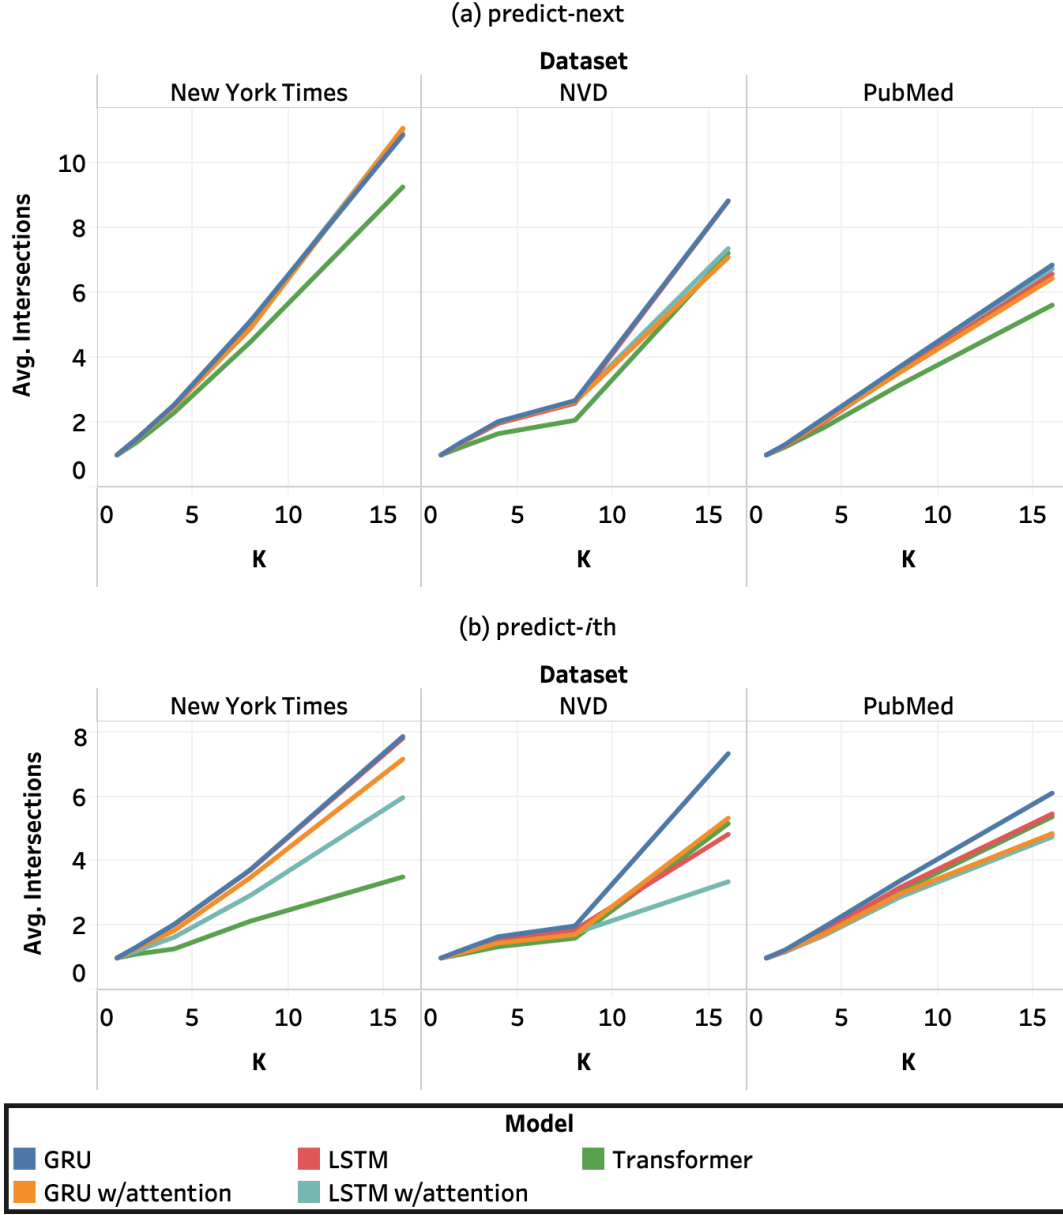 (a) predict-next
Dataset
New York Times NVD PubMed
Avg. Intersections
10
8
6
4
2
0
0 5 10 15 0 5 10 15 0 5 10 15
K K K
(b) predict-ith
Dataset
New York Times NVD PubMed
Avg. Intersections
8
6
4
2
0
0 5 10 15 0 5 10 15 0 5 10 15
K K K
Model
GRU LSTM Transformer
GRU w/attention LSTM w/attention